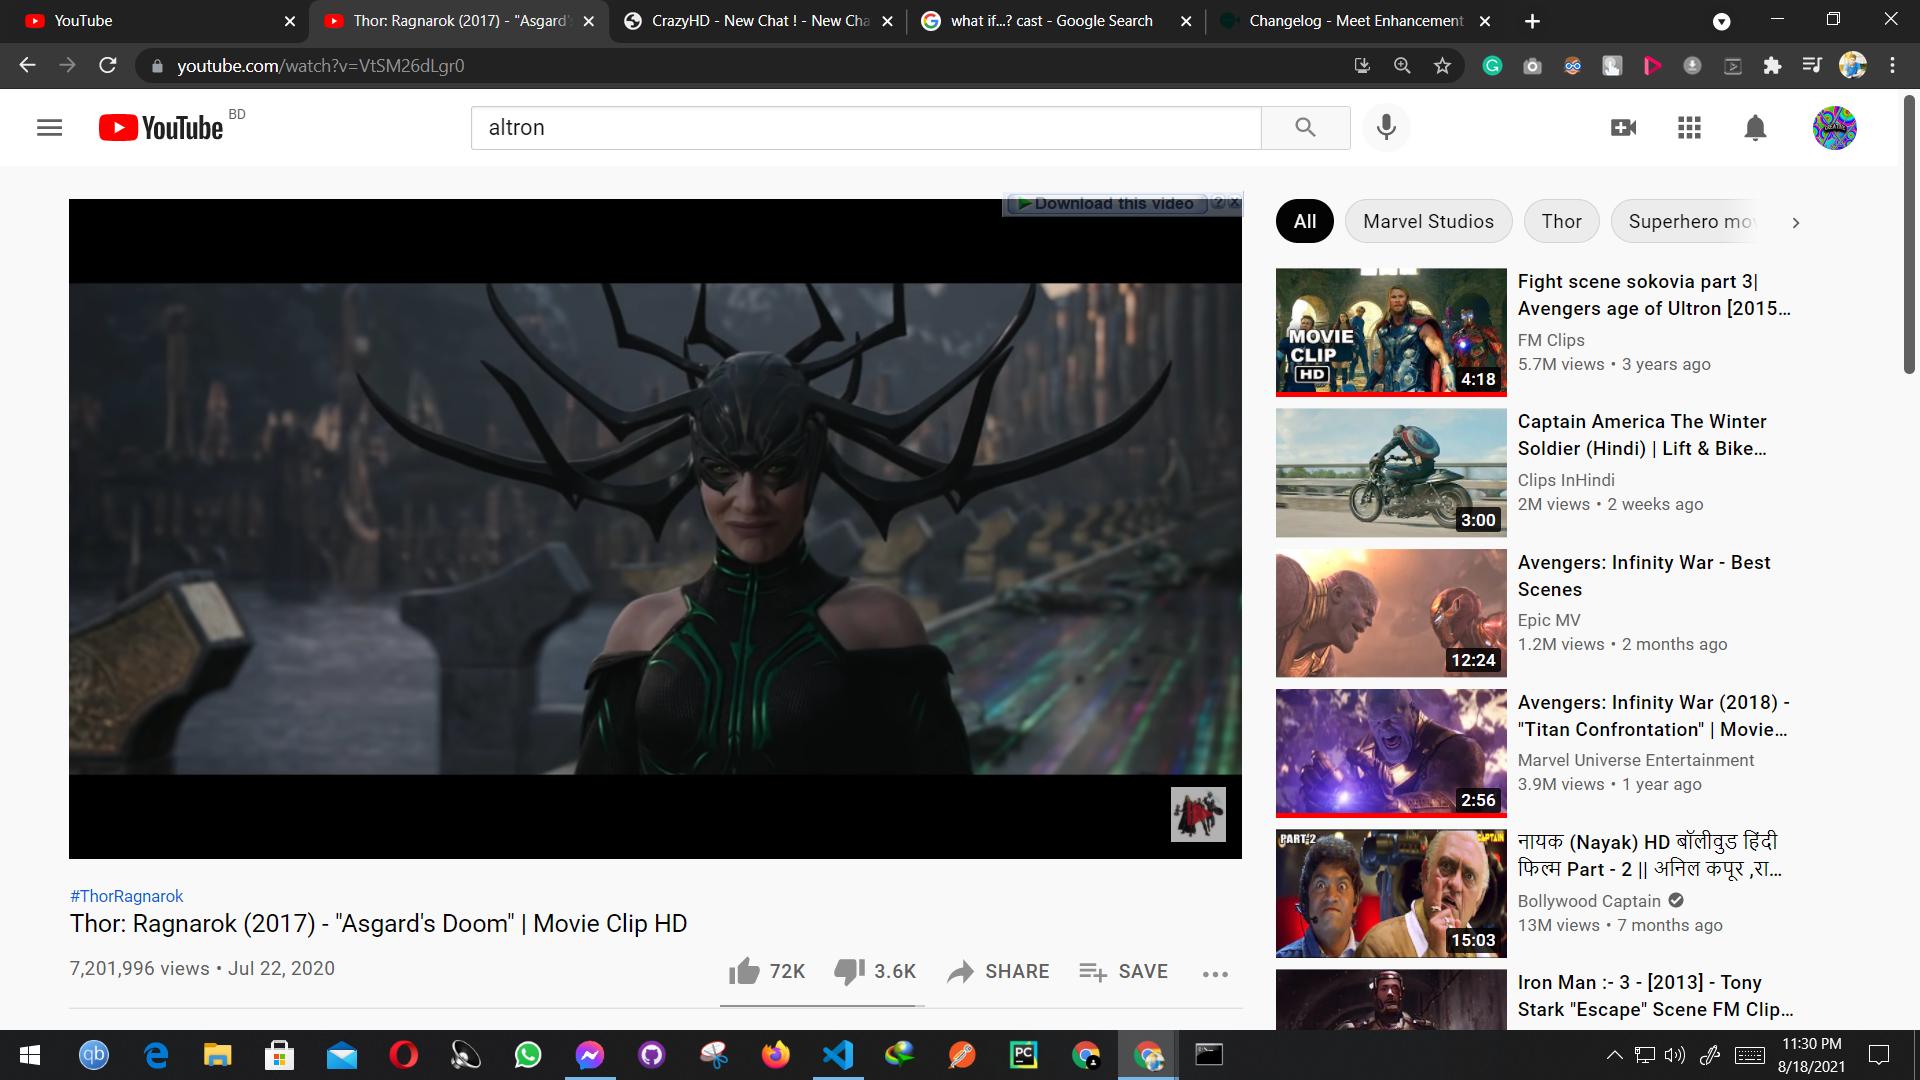 YouTube
Thor: Ragnarok (2017) - "Asgard's
CrazyHD - New Chat ! - New Cha
what if...? cast - Google Search
Changelog - Meet Enhancement
youtube.com/watch?v=VtSM26dLgr0
YouTube BD
altron
Download this video
All
Marvel Studios
Thor
Superhero mo
Fight scene sokovia part 3|
Avengers age of Ultron [2015...
FM Clips
5.7M views • 3 years ago
MOVIE
CLIP
HD
4:18
Captain America The Winter
Soldier (Hindi) | Lift & Bike...
Clips InHindi
2M views • 2 weeks ago
3:00
Avengers: Infinity War - Best
Scenes
Epic MV
1.2M views • 2 months ago
12:24
Avengers: Infinity War (2018) -
"Titan Confrontation" | Movie...
Marvel Universe Entertainment
3.9M views • 1 year ago
2:56
PART-2
CAPTAIN
नायक (Nayak) HD बॉलीवुड हिंदी
फिल्म Part - 2 || अनिल कपूर ,रा...
Bollywood Captain
13M views • 7 months ago
15:03
Iron Man :- 3 - [2013] - Tony
Stark "Escape" Scene FM Clip...
#ThorRagnarok
Thor: Ragnarok (2017) - "Asgard's Doom" | Movie Clip HD
7,201,996 views • Jul 22, 2020
72K
3.6K
SHARE
SAVE
qb
PC
11:30 PM
8/18/2021